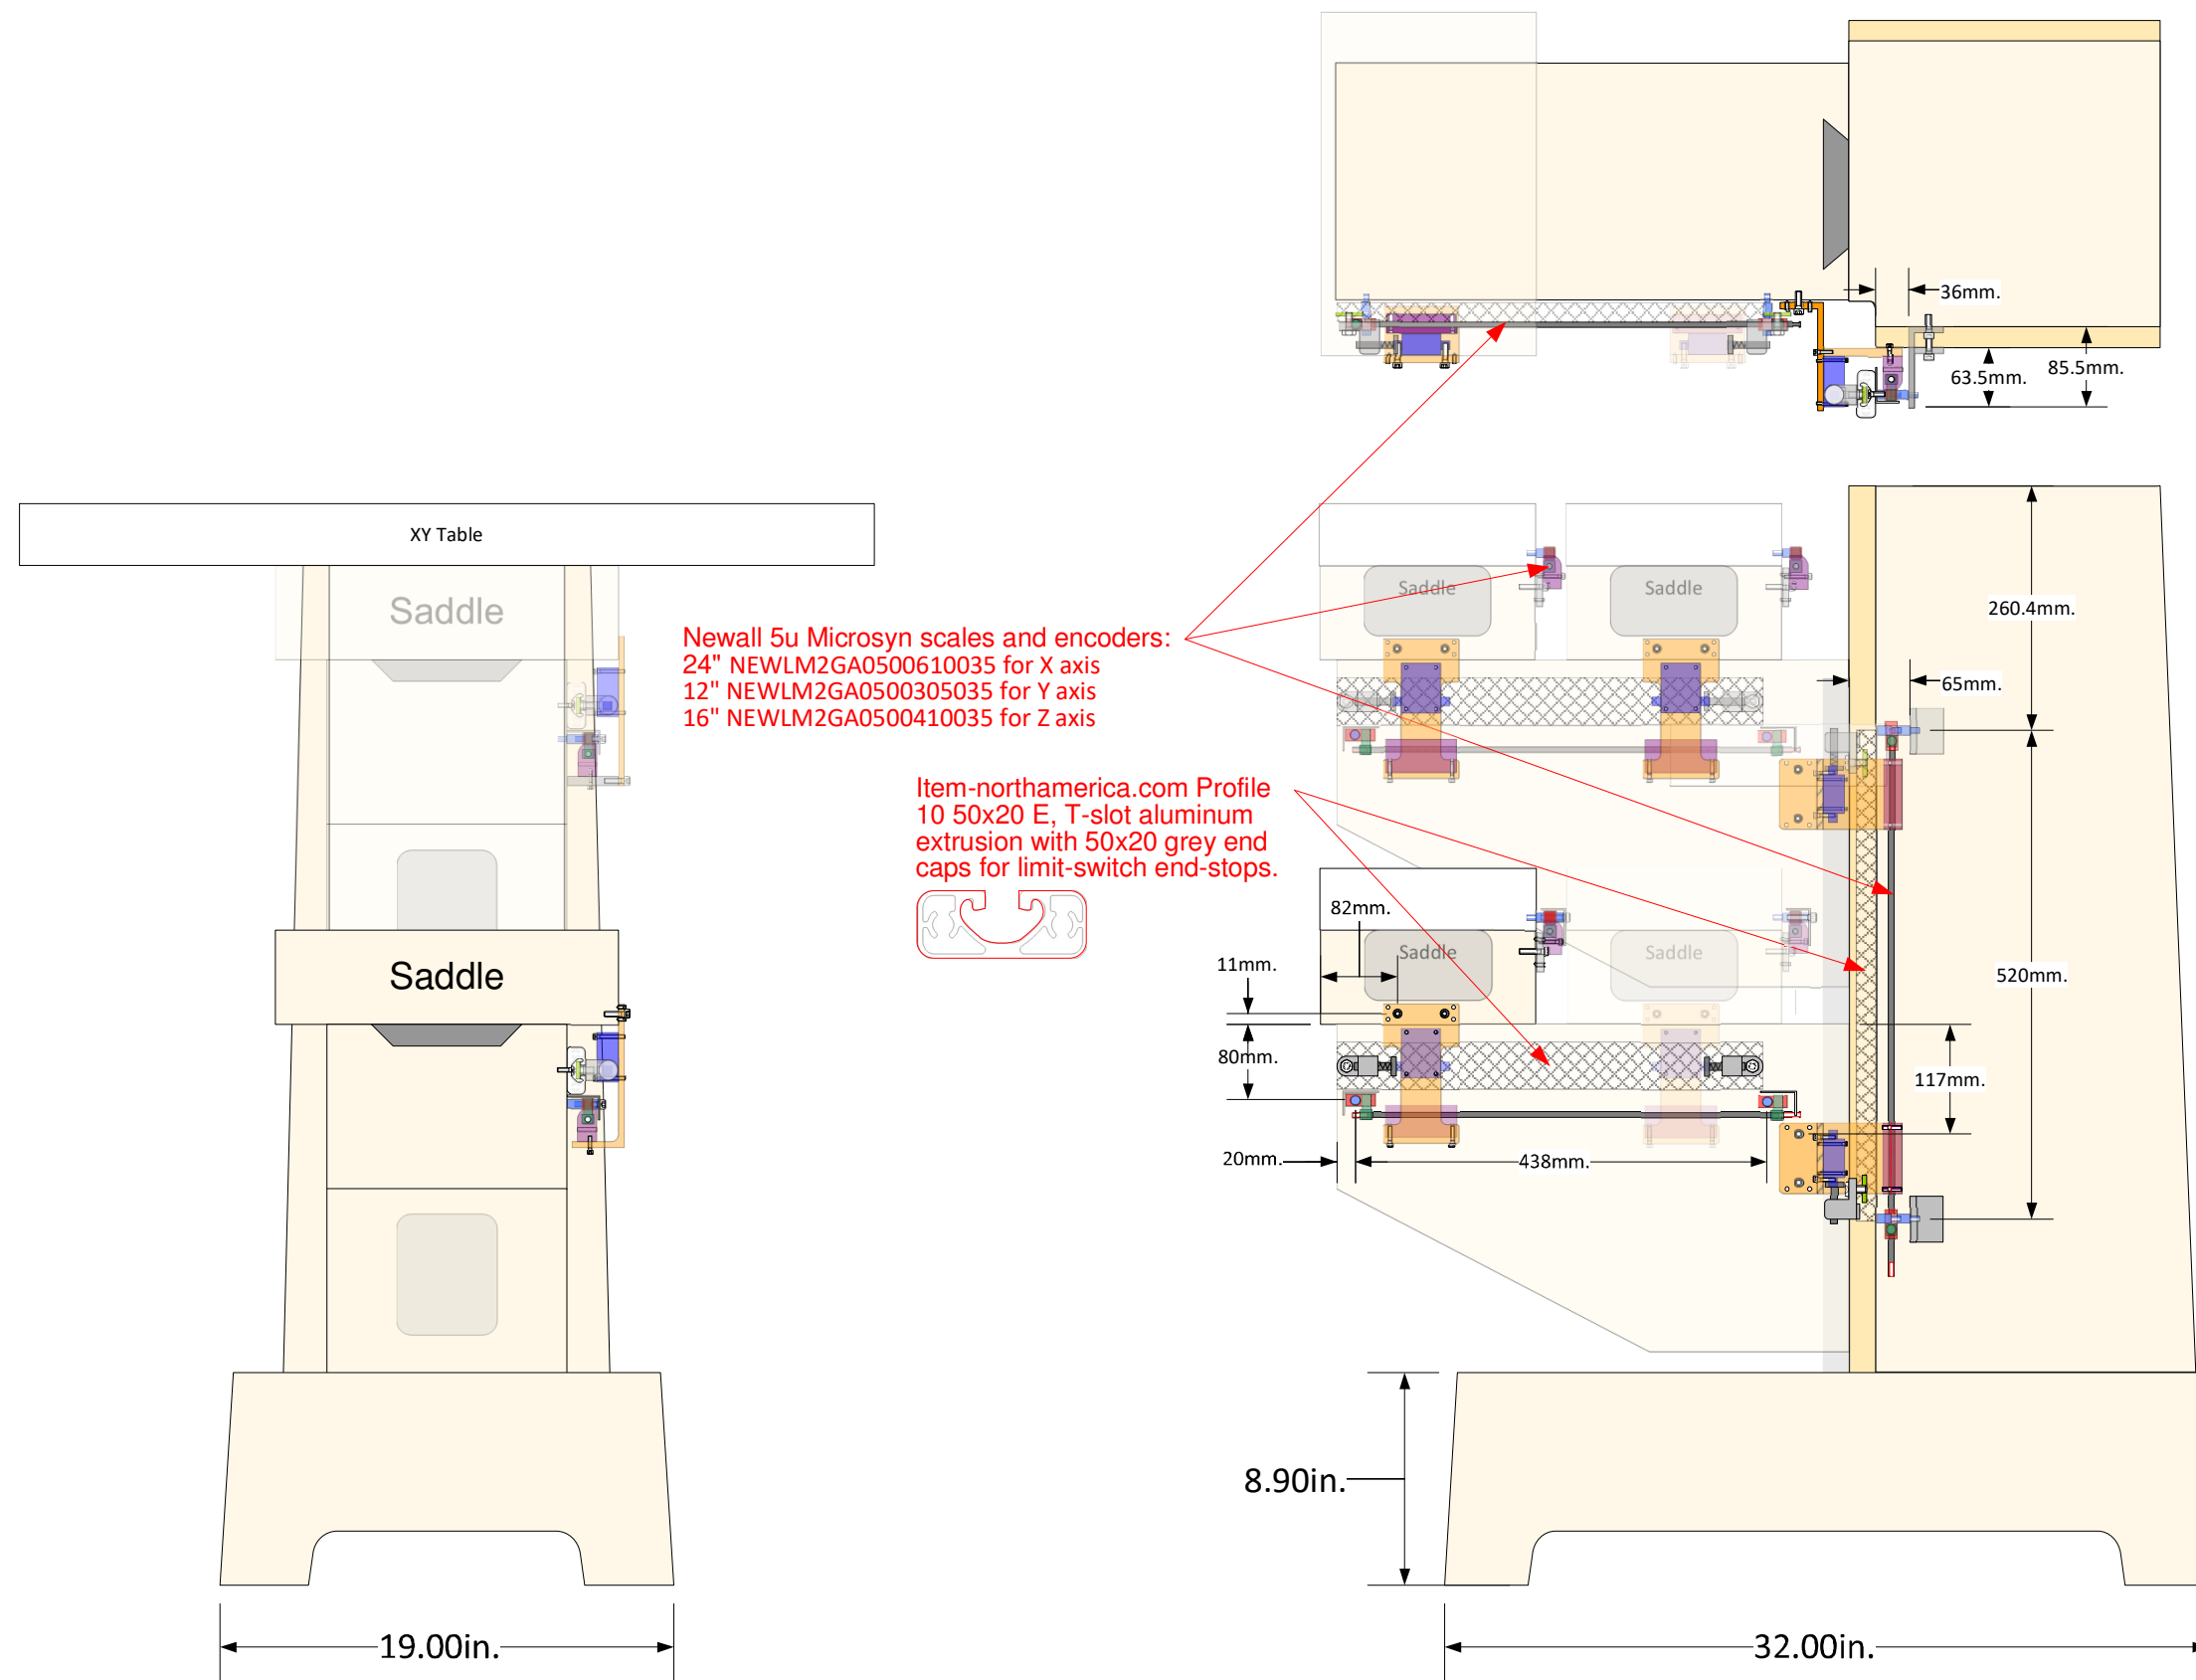 36mm.
63.5mm.
85.5mm.
XY Table
Saddle
Saddle
Saddle
260.4mm.
Newall 5u Microsyn scales and encoders:
24" NEWLM2GA0500610035 for X axis
12" NEWLM2GA0500305035 for Y axis
16" NEWLM2GA0500410035 for Z axis
65mm.
Item-northamerica.com Profile
10 50x20 E, T-slot aluminum
extrusion with 50x20 grey end
caps for limit-switch end-stops.
82mm.
Saddle
Saddle
Saddle
11mm.
520mm.
80mm.
117mm.
20mm.
438mm.
8.90in.
19.00in.
32.00in.